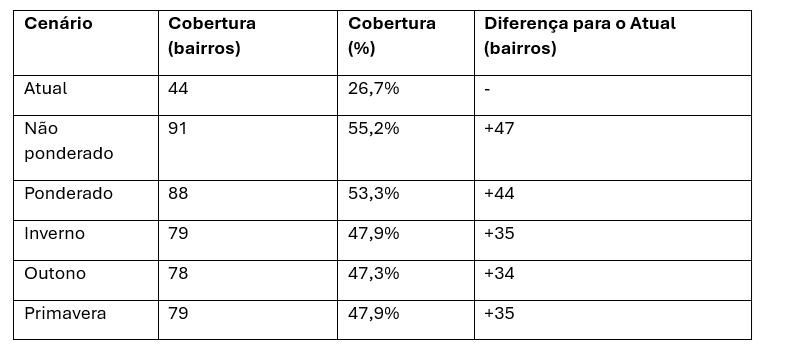 Cenário Cobertura (bairros) Cobertura (%) Diferença para o Atual (bairros)
Atual 44 26,7% -
Não ponderado 91 55,2% +47
Ponderado 88 53,3% +44
Inverno 79 47,9% +35
Outono 78 47,3% +34
Primavera 79 47,9% +35